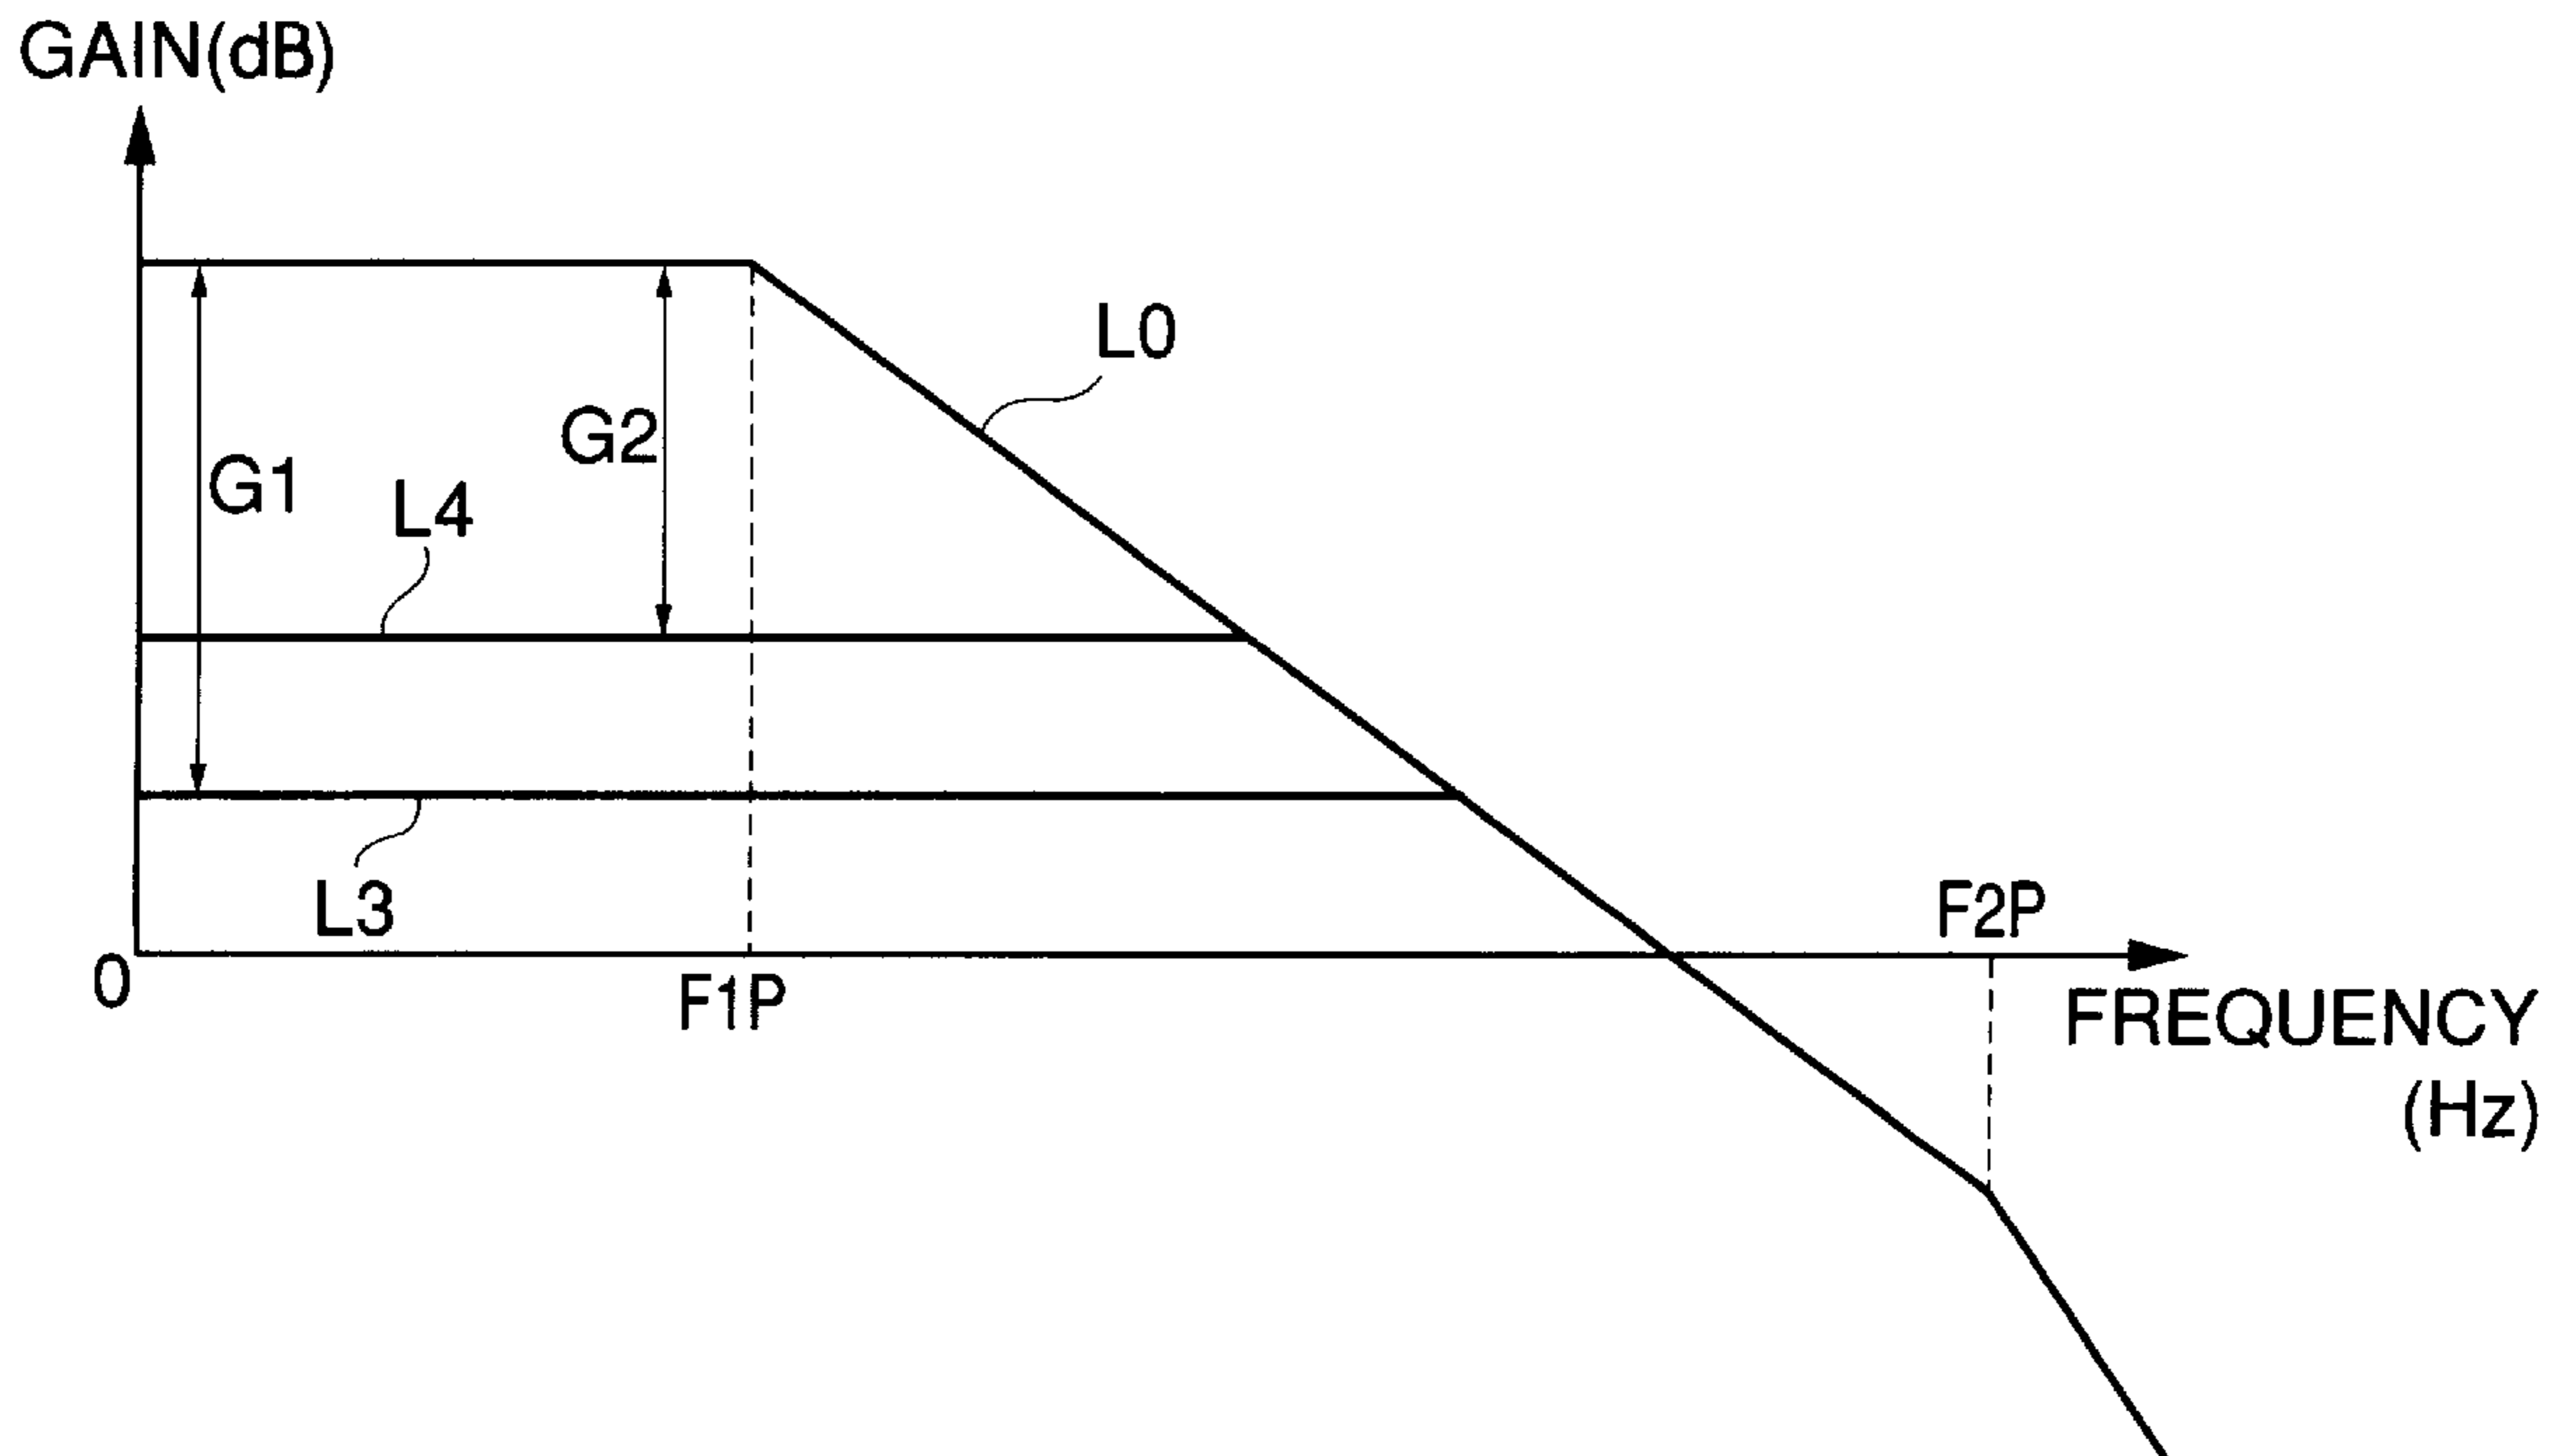 GAIN(dB)
L0
G2
G1
L4
L3
F2P
0
F1P
FREQUENCY
(Hz)